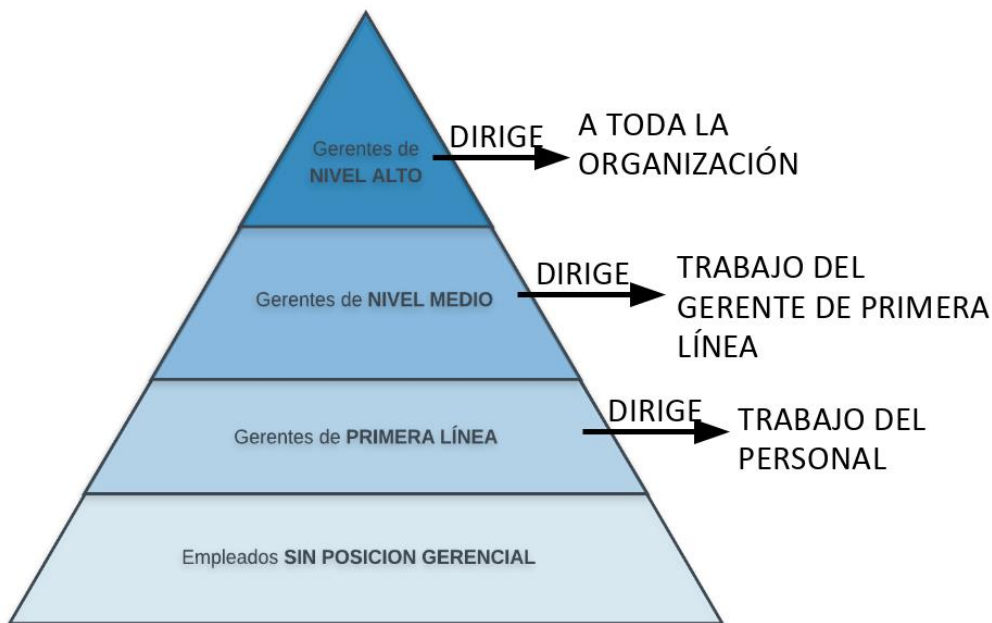 Gerentes de
NIVEL ALTO
DIRIGE
A TODA LA
ORGANIZACIÓN
Gerentes de NIVEL MEDIO
DIRIGE
TRABAJO DEL
GERENTE DE PRIMERA
LÍNEA
Gerentes de PRIMERA LÍNEA
DIRIGE
TRABAJO DEL
PERSONAL
Empleados SIN POSICION GERENCIAL